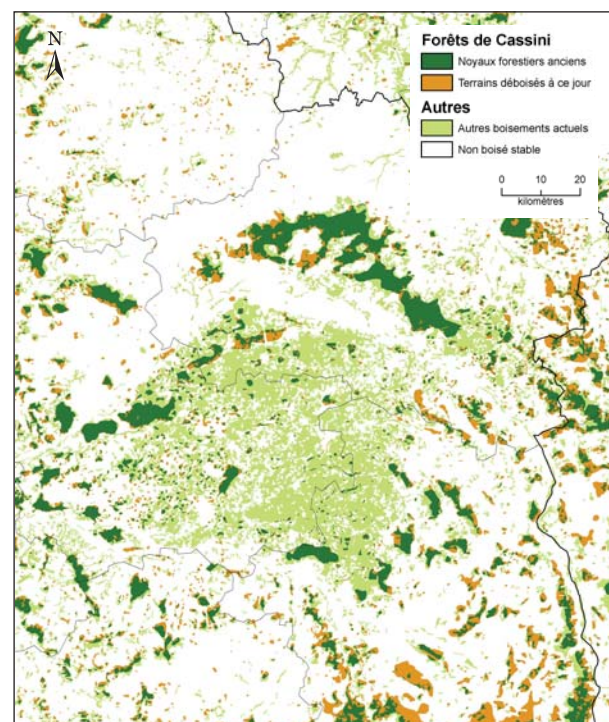 N
Forêts de Cassini
Noyaux forestiers anciens
Terrains déboisés à ce jour
Autres
Autres boisements actuels
Non boisé stable
0 10 20
kilomètres